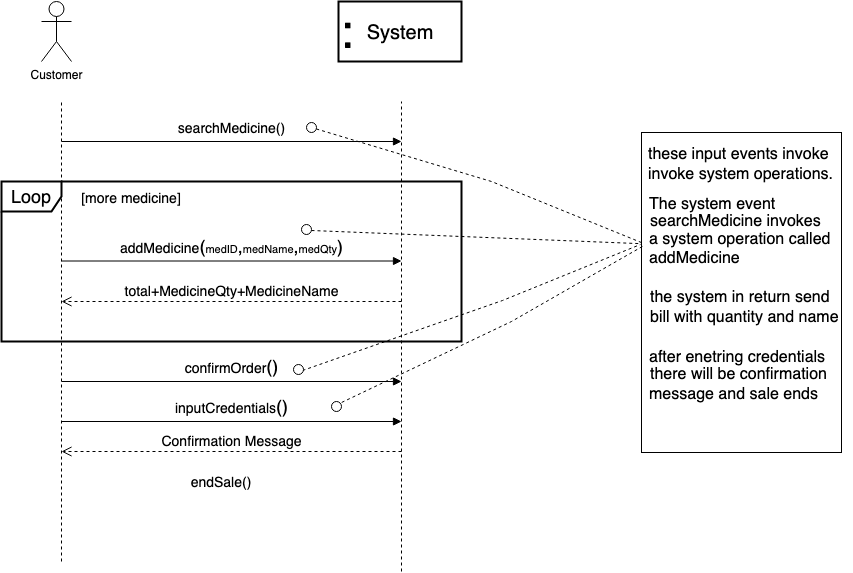 System
Customer
searchMedicine()
Loop
[more medicine]
addMedicine(medID,medName,medQty)
total+MedicineQty+MedicineName
confirmOrder()
inputCredentials()
Confirmation Message
endSale()
these input events invoke
invoke system operations.
The system event
searchMedicine invokes
a system operation called
addMedicine
the system in return send
bill with quantity and name
after enetring credentials
there will be confirmation
message and sale ends